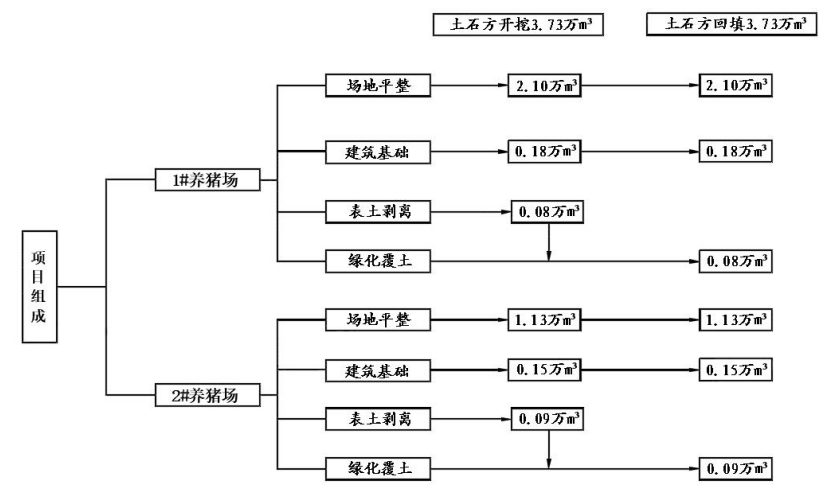 土石方开挖3.73万m³ 土石方回填3.73万m³
场地平整 2.10万m³ 2.10万m³
建筑基础 0.18万m³ 0.18万m³
1#养猪场
表土剥离 0.08万m³
绿化覆土 0.08万m³
项目组成
场地平整 1.13万m³ 1.13万m³
建筑基础 0.15万m³ 0.15万m³
2#养猪场
表土剥离 0.09万m³
绿化覆土 0.09万m³